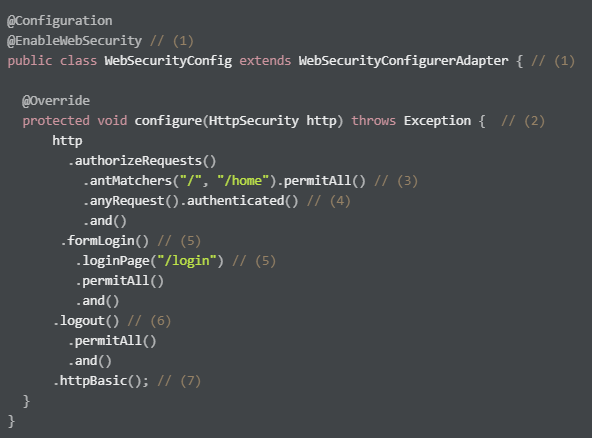 @Configuration
@EnableWebSecurity // (1)
public class WebSecurityConfig extends WebSecurityConfigurerAdapter { // (1)
@Override
protected void configure(HttpSecurity http) throws Exception {  // (2)
http
.authorizeRequests()
.antMatchers("/", "/home").permitAll() // (3)
.anyRequest().authenticated() // (4)
.and()
.formLogin() // (5)
.loginPage("/login") // (5)
.permitAll()
.and()
.logout() // (6)
.permitAll()
.and()
.httpBasic(); // (7)
}
}